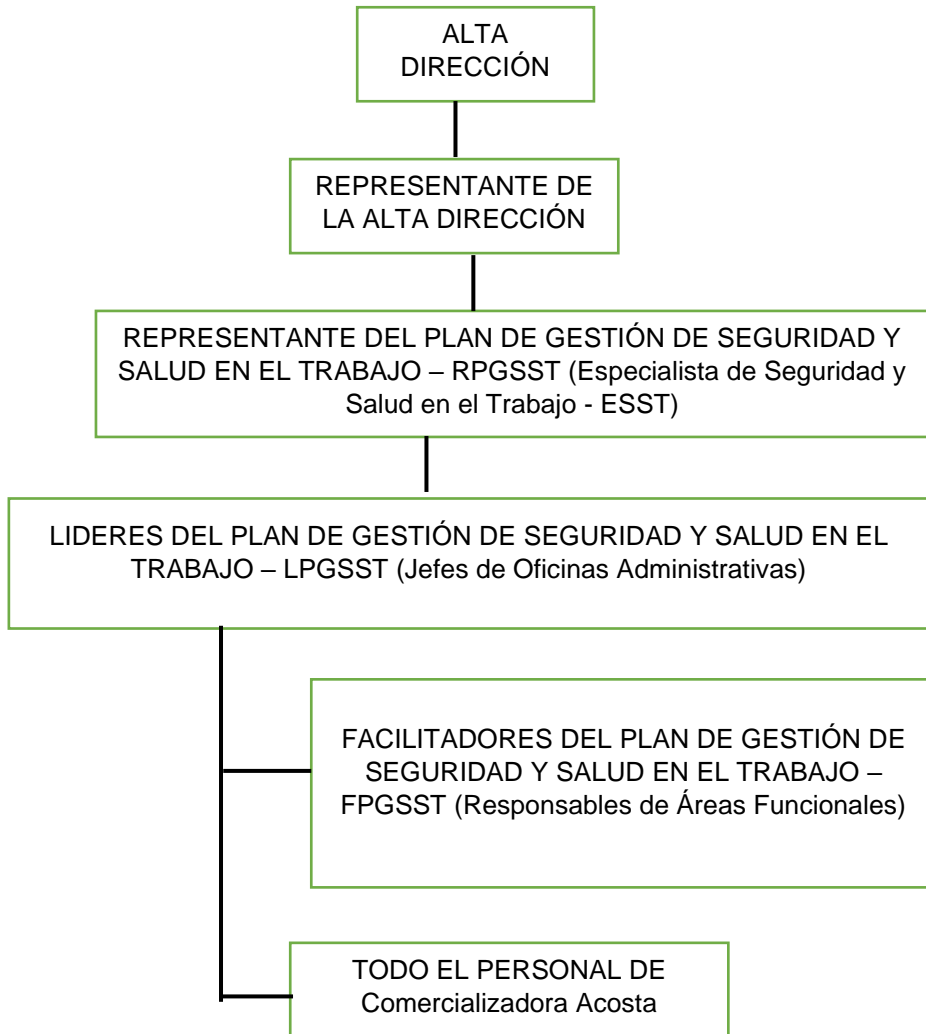 ALTA
DIRECCIÓN
REPRESENTANTE DE
LA ALTA DIRECCIÓN
REPRESENTANTE DEL PLAN DE GESTIÓN DE SEGURIDAD Y
SALUD EN EL TRABAJO – RPGSST (Especialista de Seguridad y
Salud en el Trabajo - ESST)
LIDERES DEL PLAN DE GESTIÓN DE SEGURIDAD Y SALUD EN EL
TRABAJO – LPGSST (Jefes de Oficinas Administrativas)
FACILITADORES DEL PLAN DE GESTIÓN DE
SEGURIDAD Y SALUD EN EL TRABAJO –
FPGSST (Responsables de Áreas Funcionales)
TODO EL PERSONAL DE
Comercializadora Acosta